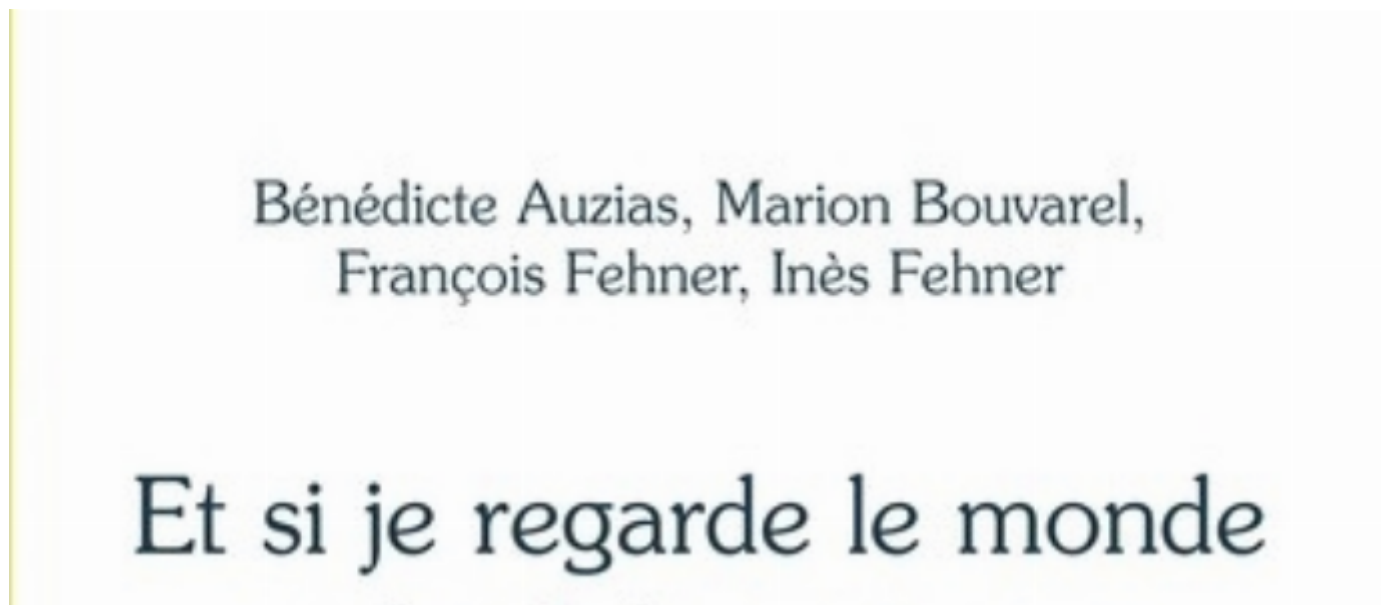 Bénédicte Auzias, Marion Bouvarel,
François Fehner, Inès Fehner
Et si je regarde le monde